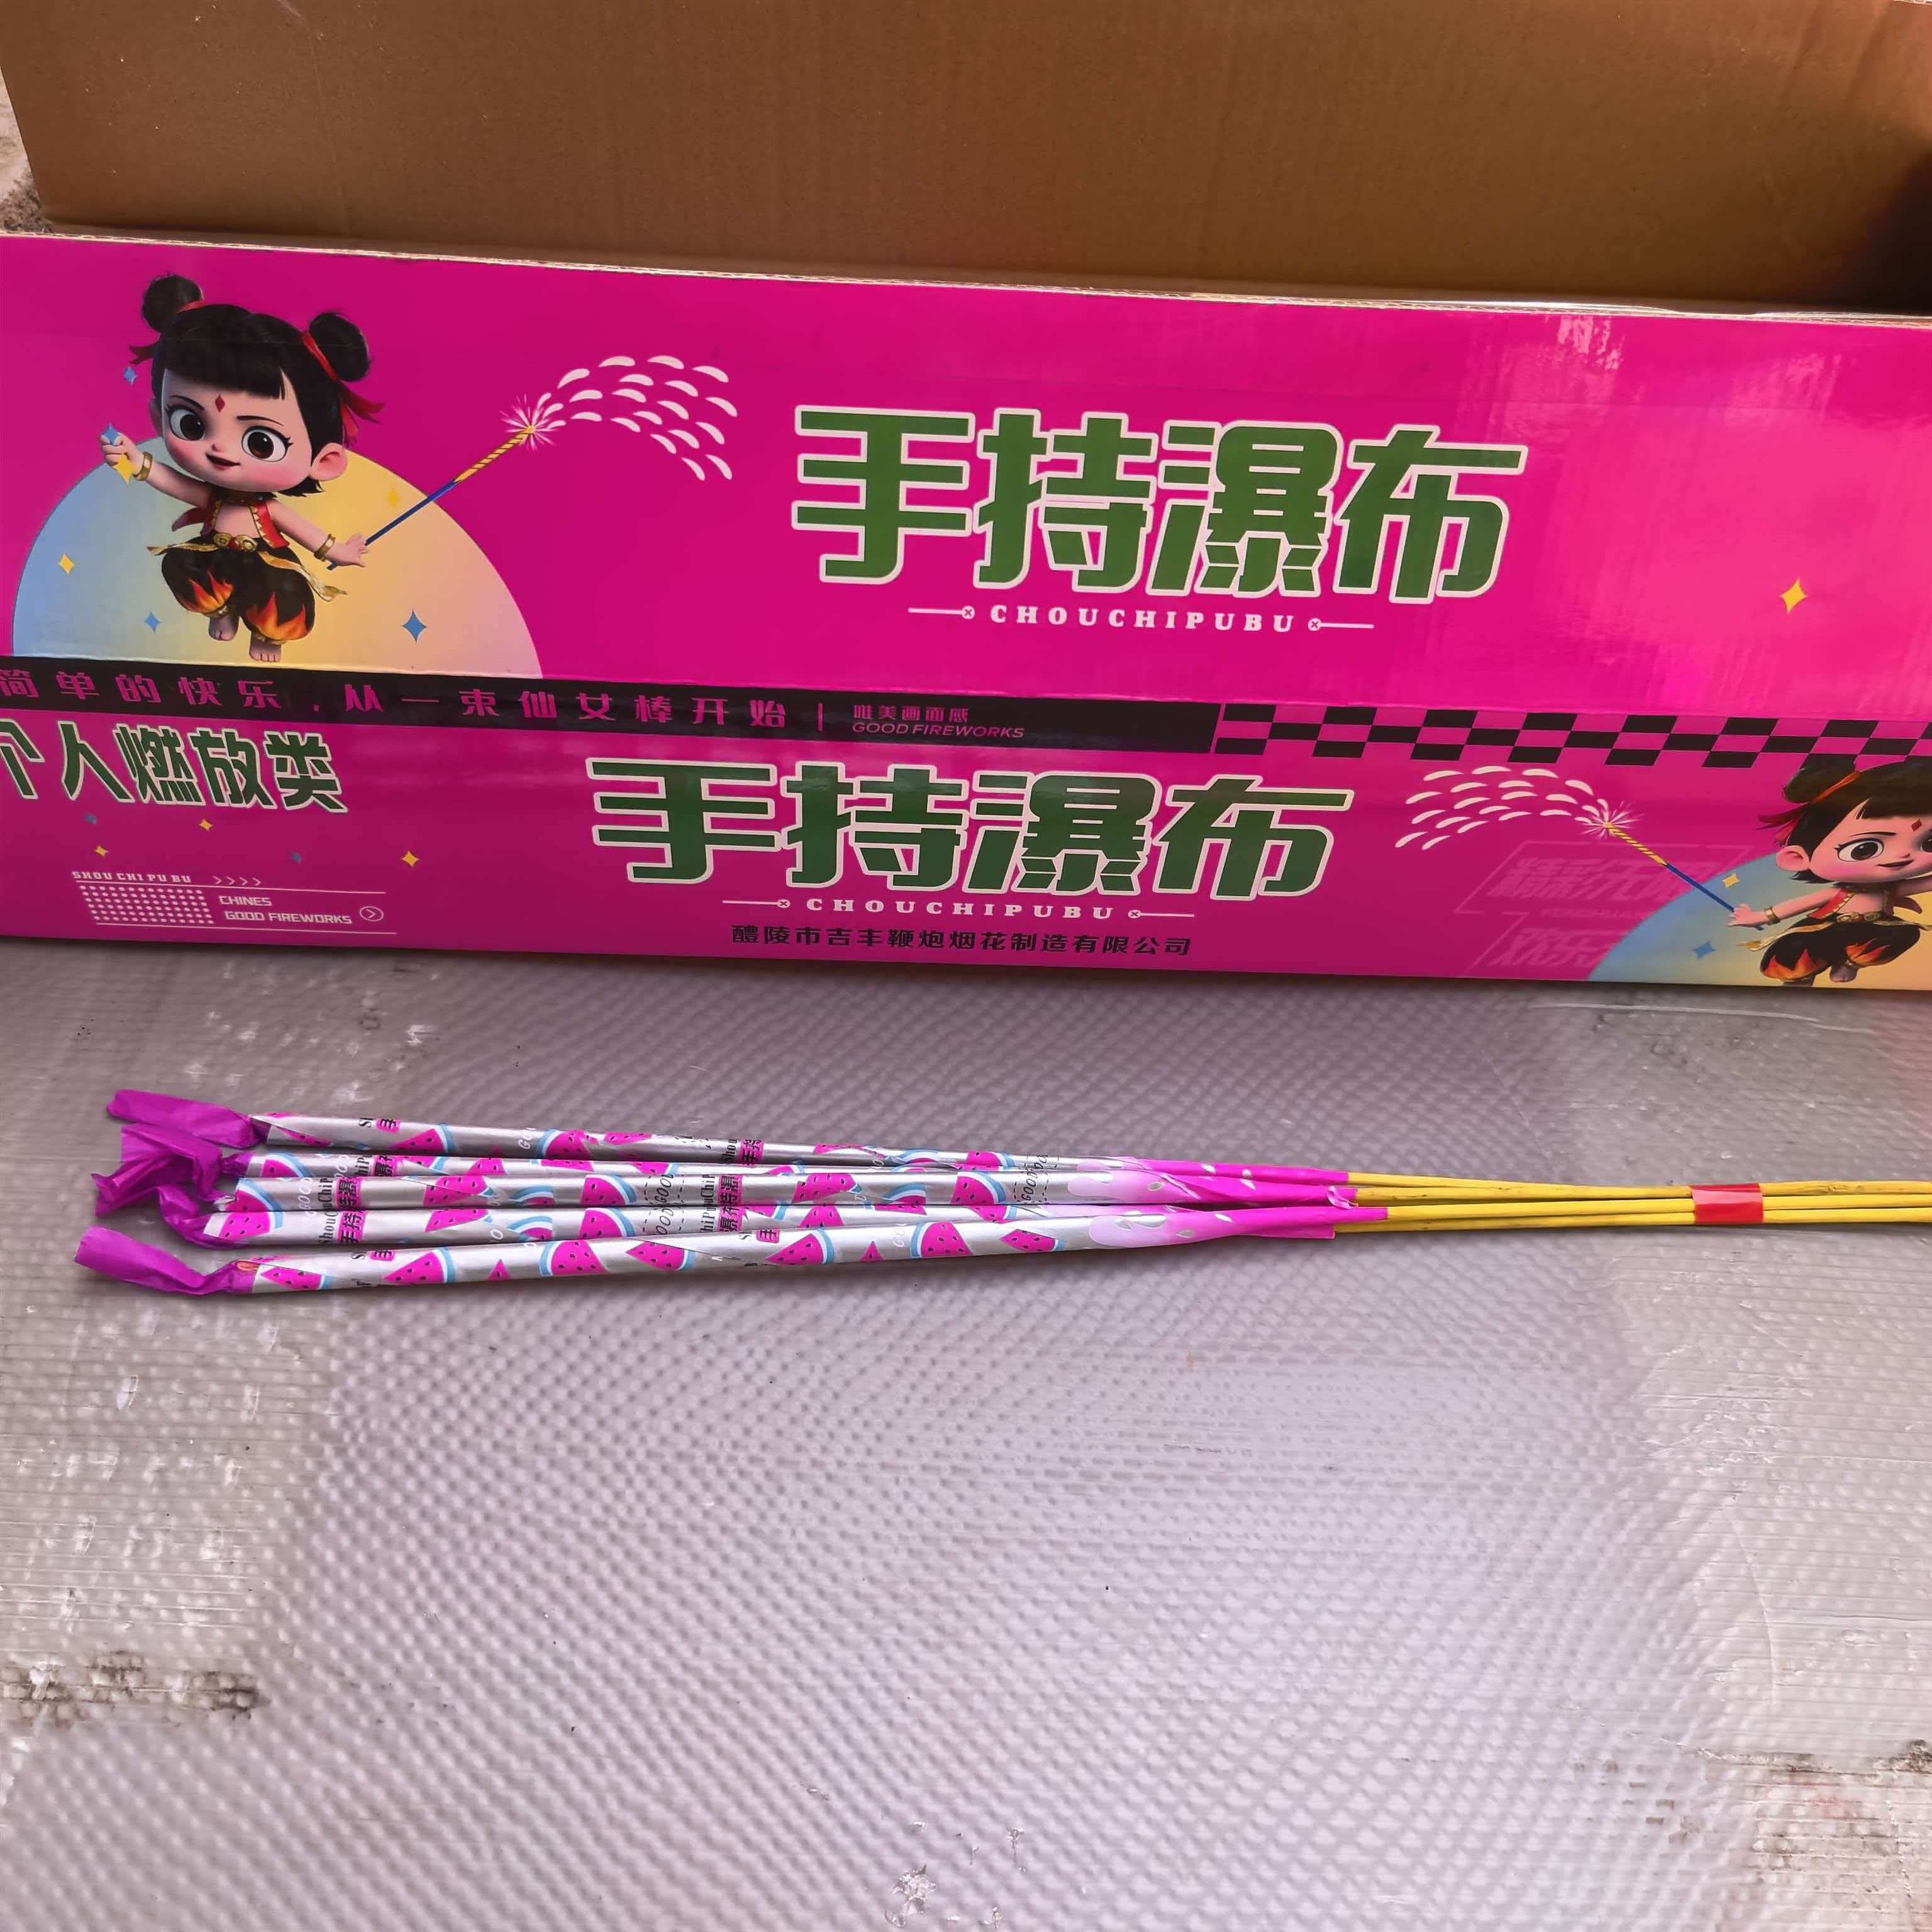 手持瀑布
CHOUCHIPUBU
简单的快乐，从一束仙女棒开始 | 唯美画面感
GOOD FIREWORKS
个人燃放类
手持瀑布
CHOUCHIPUBU
SHOU CHI PU BU >>>>
CHINES
GOOD FIREWORKS
醴陵市吉丰鞭炮烟花制造有限公司